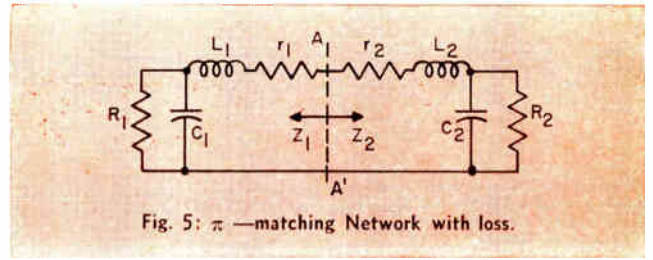 L1 r1 A r2 L2
R1 C1 Z1 Z2 C2 R2
A'
Fig. 5: π —matching Network with loss.